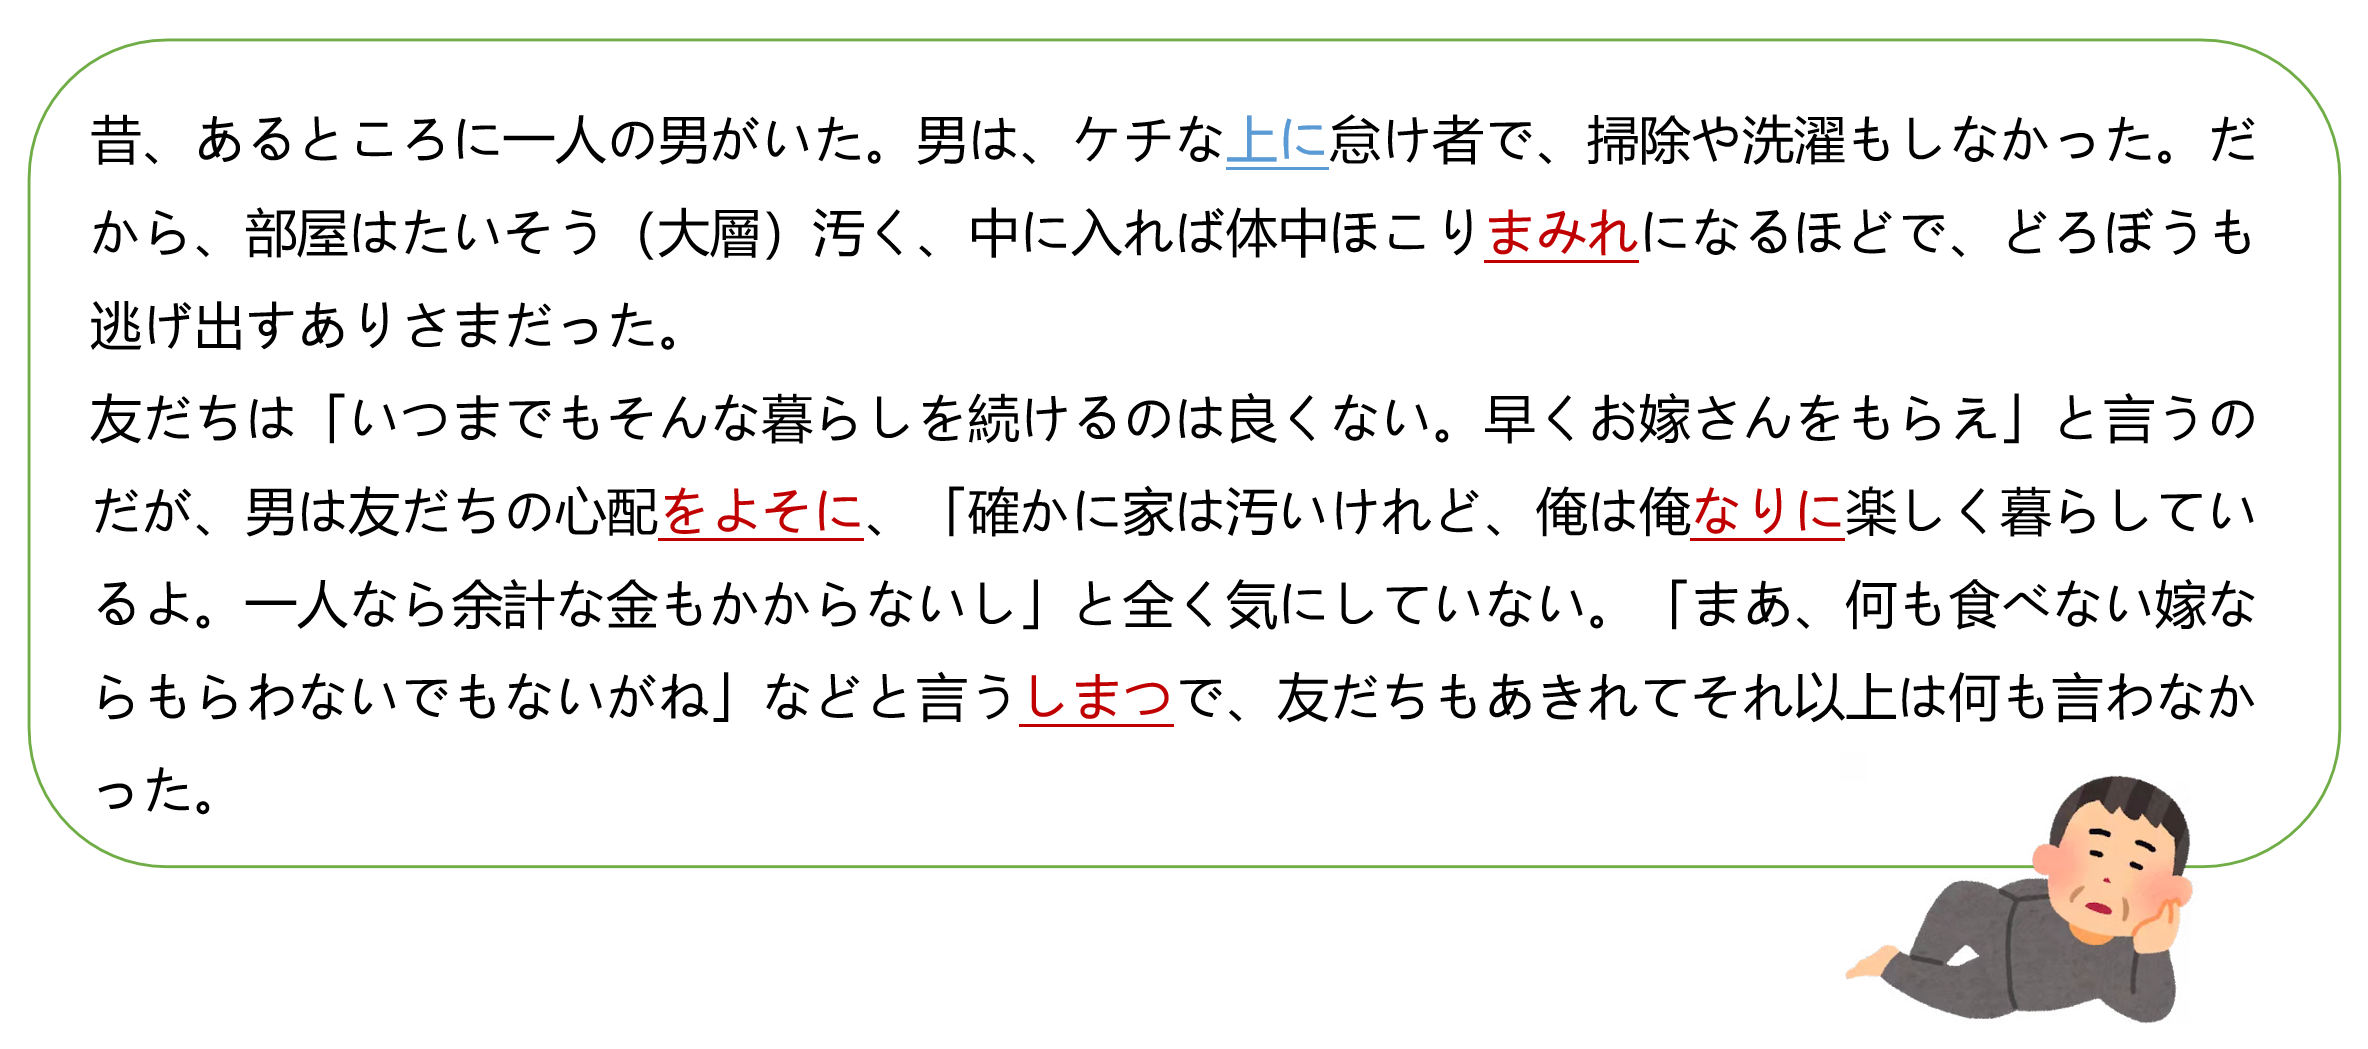 昔、あるところに一人の男がいた。男は、ケチな上に怠け者で、掃除や洗濯もしなかった。だ
から、部屋はたいそう（大層）汚く、中に入れば体中ほこりまみれになるほどで、どろぼうも
逃げ出すありさまだった。
友だちは「いつまでもそんな暮らしを続けるのは良くない。早くお嫁さんをもらえ」と言うの
だが、男は友だちの心配をよそに、「確かに家は汚いけれど、俺は俺なりに楽しく暮らしてい
るよ。一人なら余計な金もかからないし」と全く気にしていない。「まあ、何も食べない嫁な
らもらわないでもないがね」などと言うしまつで、友だちもあきれてそれ以上は何も言わなか
った。